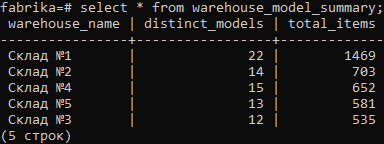 fabrika=# select * from warehouse_model_summary;
 warehouse_name | distinct_models | total_items
----------------+-----------------+-------------
 Склад №1       |              22 |        1469
 Склад №2       |              14 |         703
 Склад №4       |              15 |         652
 Склад №5       |              13 |         581
 Склад №3       |              12 |         535
(5 строк)